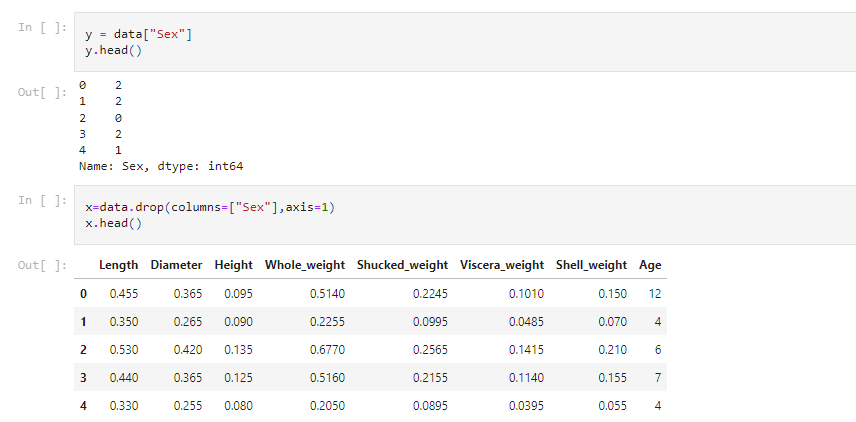 In [ ]:
y = data["Sex"]
y.head()
Out[ ]:
0 2
1 2
2 0
3 2
4 1
Name: Sex, dtype: int64
In [ ]:
x=data.drop(columns=["Sex"],axis=1)
x.head()
Out[ ]:
Length Diameter Height Whole_weight Shucked_weight Viscera_weight Shell_weight Age
0 0.455 0.365 0.095 0.5140 0.2245 0.1010 0.150 12
1 0.350 0.265 0.090 0.2255 0.0995 0.0485 0.070 4
2 0.530 0.420 0.135 0.6770 0.2565 0.1415 0.210 6
3 0.440 0.365 0.125 0.5160 0.2155 0.1140 0.155 7
4 0.330 0.255 0.080 0.2050 0.0895 0.0395 0.055 4